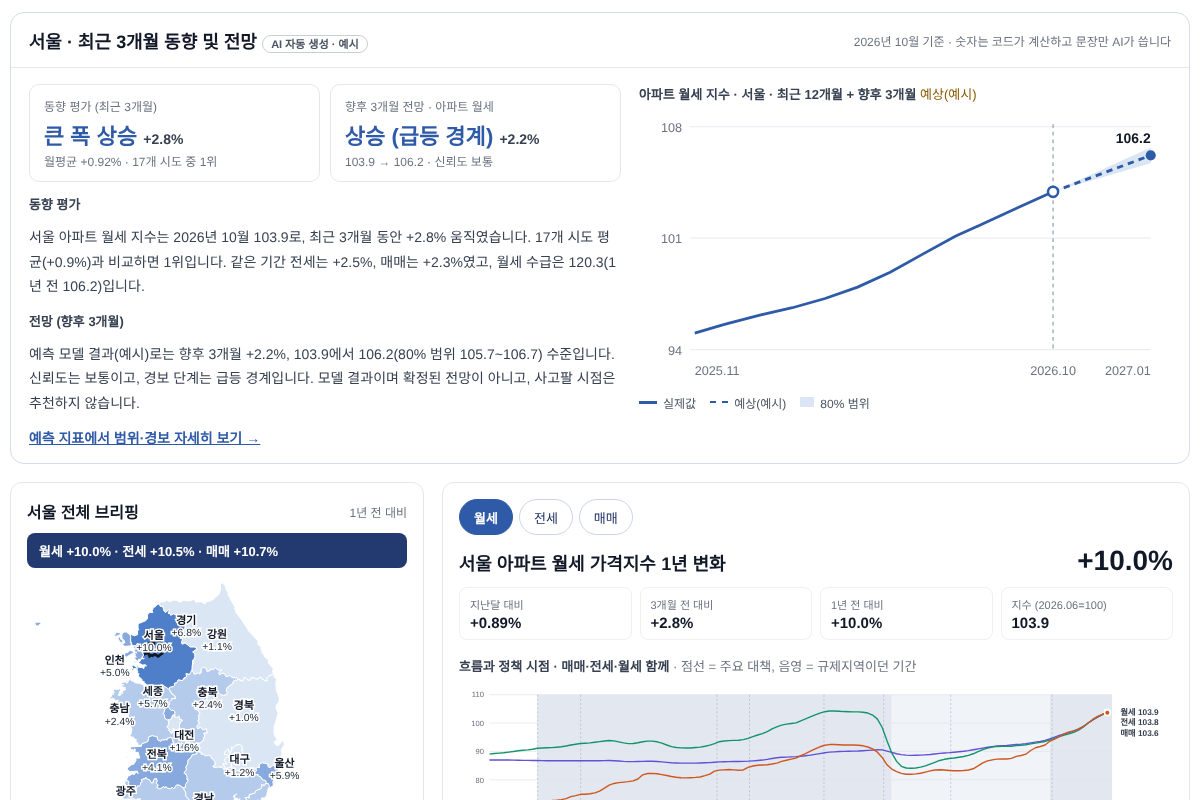 서울 · 최근 3개월 동향 및 전망 AI 자동 생성 · 예시
2026년 10월 기준 · 숫자는 코드가 계산하고 문장만 AI가 씁니다
동향 평가 (최근 3개월)
큰 폭 상승 +2.8%
월평균 +0.92% · 17개 시도 중 1위
향후 3개월 전망 · 아파트 월세
상승 (급등 경계) +2.2%
103.9 → 106.2 · 신뢰도 보통
동향 평가
서울 아파트 월세 지수는 2026년 10월 103.9로, 최근 3개월 동안 +2.8% 움직였습니다. 17개 시도 평
균(+0.9%)과 비교하면 1위입니다. 같은 기간 전세는 +2.5%, 매매는 +2.3%였고, 월세 수급은 120.3(1
년 전 106.2)입니다.
전망 (향후 3개월)
예측 모델 결과(예시)로는 향후 3개월 +2.2%, 103.9에서 106.2(80% 범위 105.7~106.7) 수준입니다.
신뢰도는 보통이고, 경보 단계는 급등 경계입니다. 모델 결과이며 확정된 전망이 아니고, 사고팔 시점은
추천하지 않습니다.
예측 지표에서 범위·경보 자세히 보기 →
아파트 월세 지수 · 서울 · 최근 12개월 + 향후 3개월 예상(예시)
108
106.2
101
94
2025.11
2026.10
2027.01
실제값
예상(예시)
80% 범위
서울 전체 브리핑
1년 전 대비
월세 +10.0% · 전세 +10.5% · 매매 +10.7%
경기
+6.8%
서울
+10.0%
강원
+1.1%
인천
+5.0%
세종
+5.7%
충북
+2.4%
충남
+2.4%
경북
+1.0%
대전
+1.6%
전북
+4.1%
대구
+1.2%
울산
+5.9%
광주
경남
월세
전세
매매
서울 아파트 월세 가격지수 1년 변화
+10.0%
지난달 대비
+0.89%
3개월 전 대비
+2.8%
1년 전 대비
+10.0%
지수 (2026.06=100)
103.9
흐름과 정책 시점 · 매매·전세·월세 함께 · 점선 = 주요 대책, 음영 = 규제지역이던 기간
110
100
90
80
월세 103.9
전세 103.8
매매 103.6